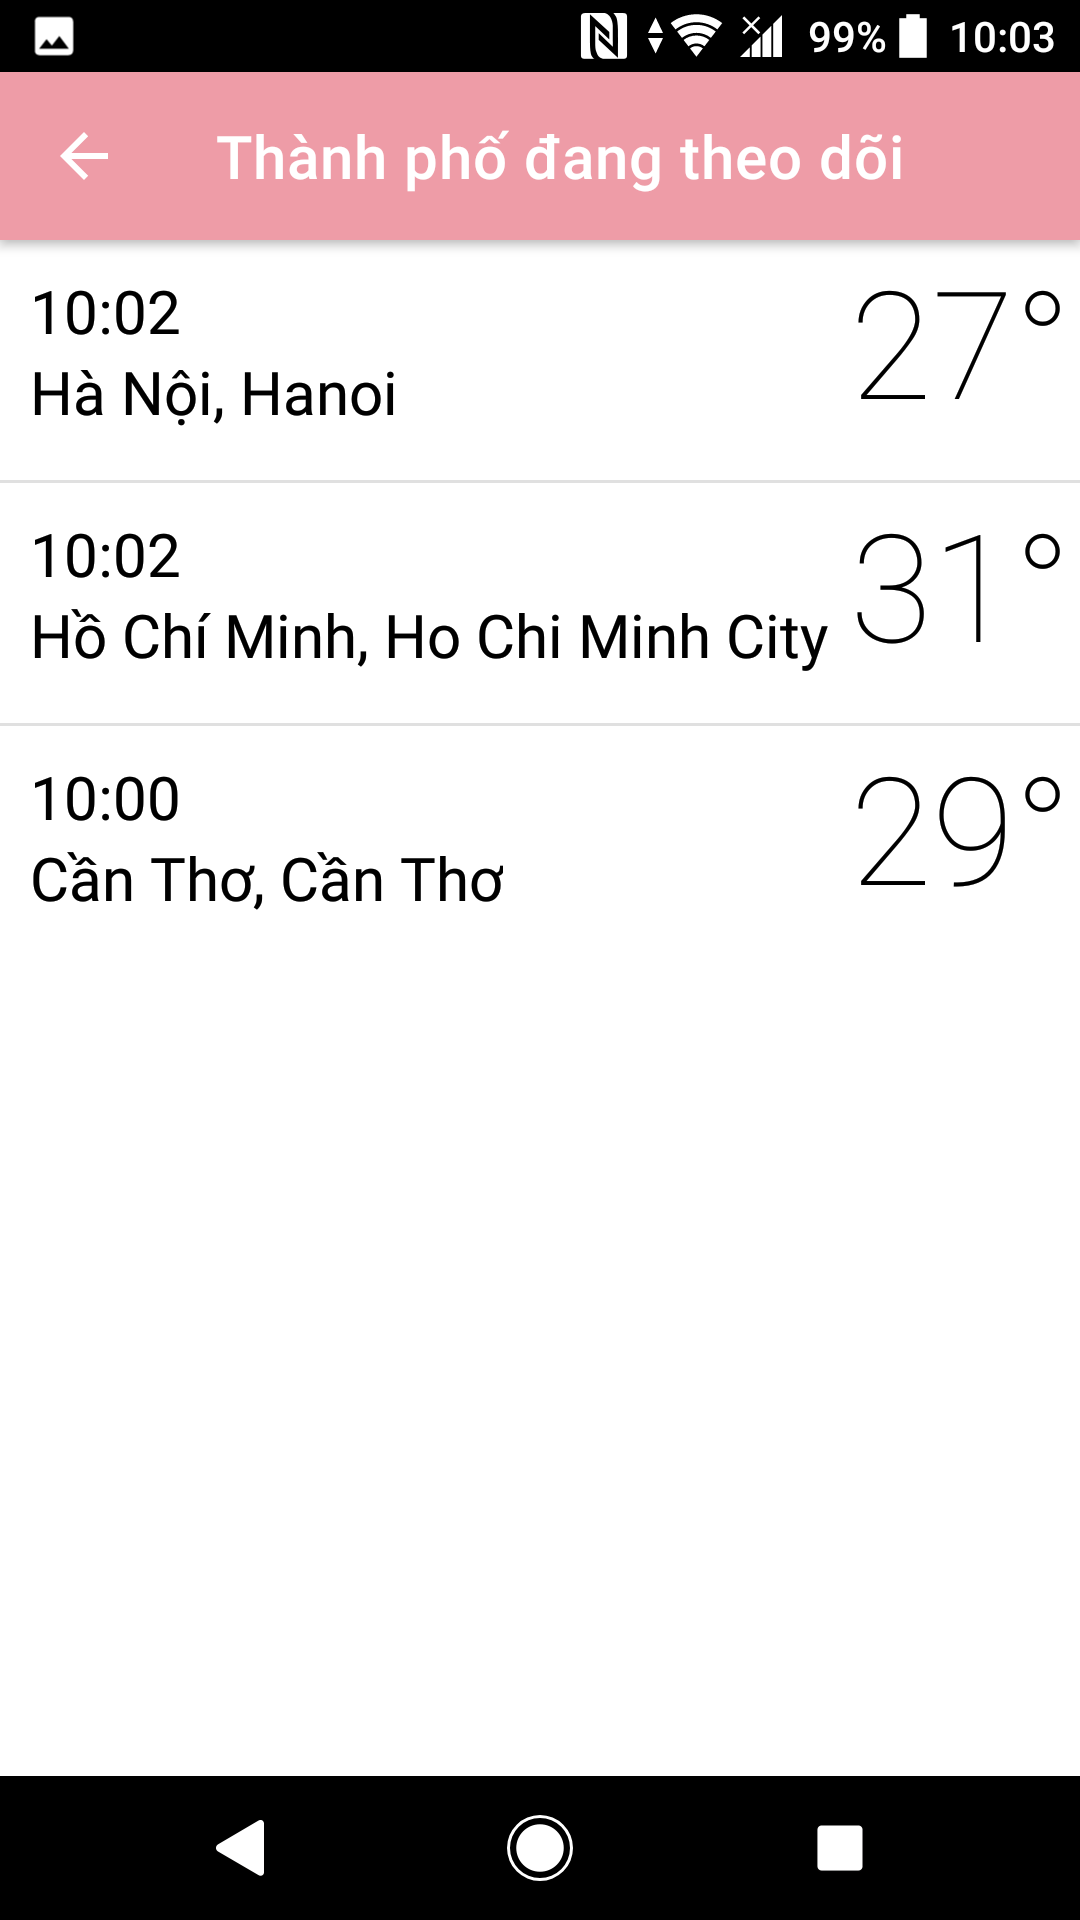 99% 10:03
Thành phố đang theo dõi
10:02
27°
Hà Nội, Hanoi
10:02
31°
Hồ Chí Minh, Ho Chi Minh City
10:00
29°
Cần Thơ, Cần Thơ